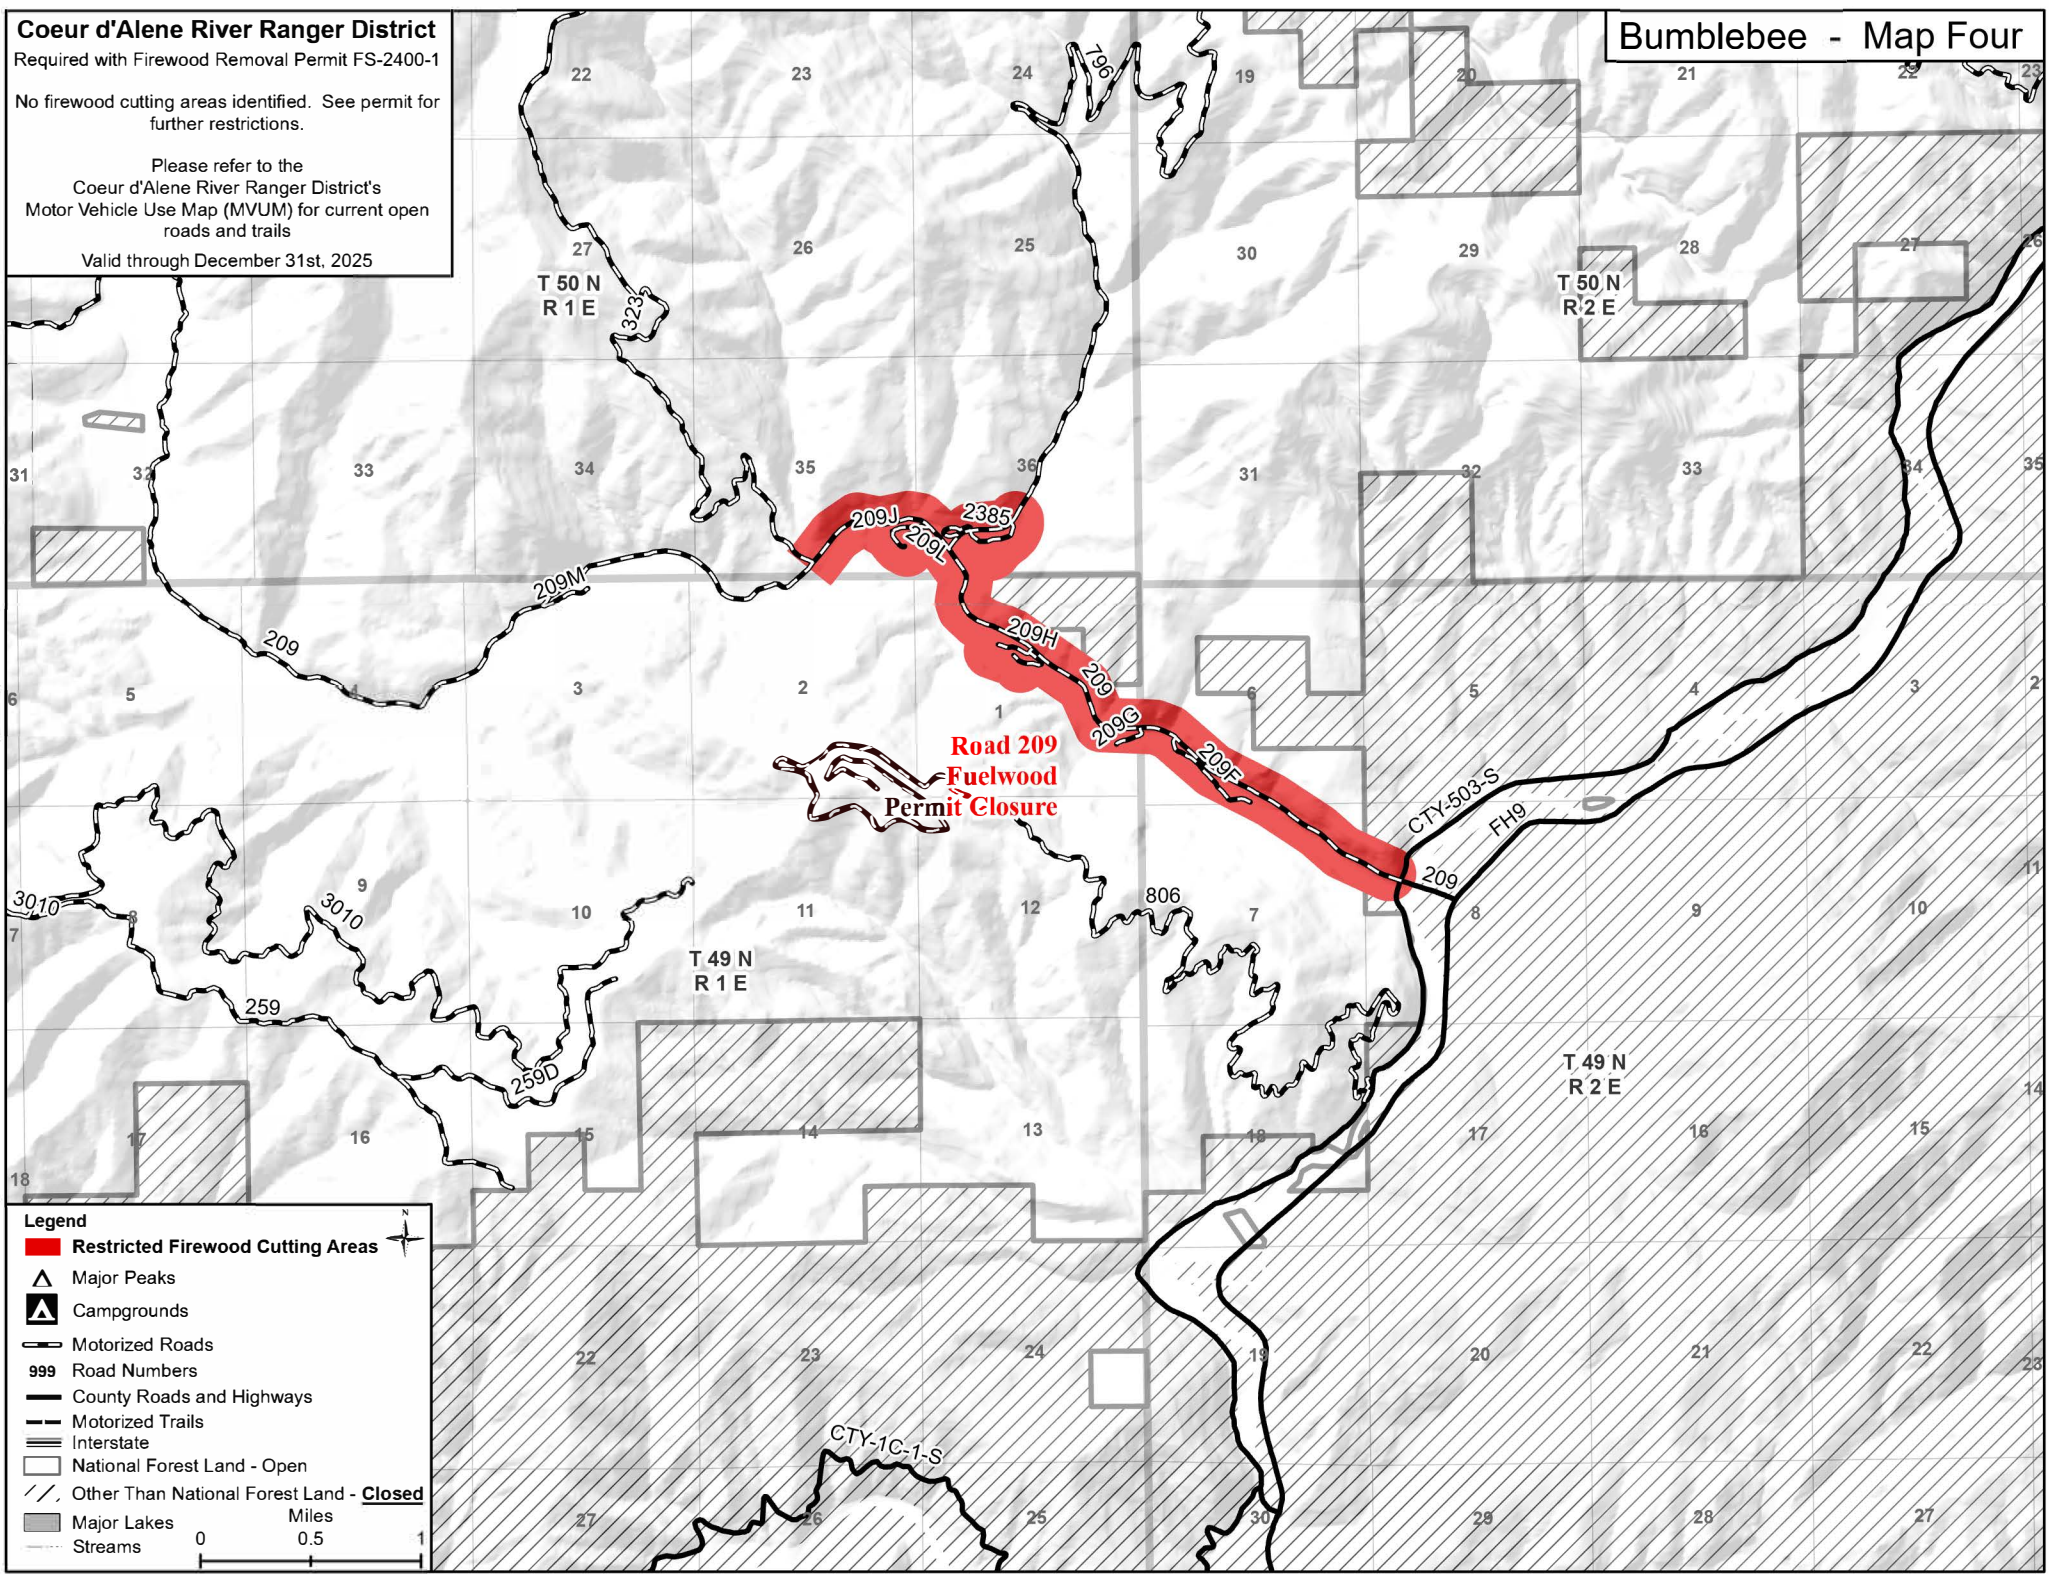 Coeur d'Alene River Ranger District
Required with Firewood Removal Permit FS-2400-1
No firewood cutting areas identified. See permit for
further restrictions.
Please refer to the
Coeur d'Alene River Ranger District's
Motor Vehicle Use Map (MVUM) for current open
roads and trails
Valid through December 31st, 2025
Bumblebee - Map Four
22
23
24
796
19
20
21
22
23
27
26
25
30
29
28
27
26
T 50 N
R 1 E
T 50 N
R 2 E
323
31
32
33
34
35
36
31
32
33
34
35
209J
2385
209L
209M
209
209H
209
6
5
4
3
2
1
6
5
4
3
2
209G
209F
Road 209
Fuelwood
Permit Closure
CTY-503-S
FH9
209
3010
3010
7
8
9
10
11
12
806
7
8
9
10
11
T 49 N
R 1 E
259
259D
T 49 N
R 2 E
18
17
16
15
14
13
18
17
16
15
14
22
23
24
19
20
21
22
23
CTY-1C-1-S
27
26
25
30
29
28
27
Legend
N
Restricted Firewood Cutting Areas
Major Peaks
Campgrounds
Motorized Roads
999 Road Numbers
County Roads and Highways
Motorized Trails
Interstate
National Forest Land - Open
Other Than National Forest Land - Closed
Major Lakes
Streams
Miles
0 0.5 1